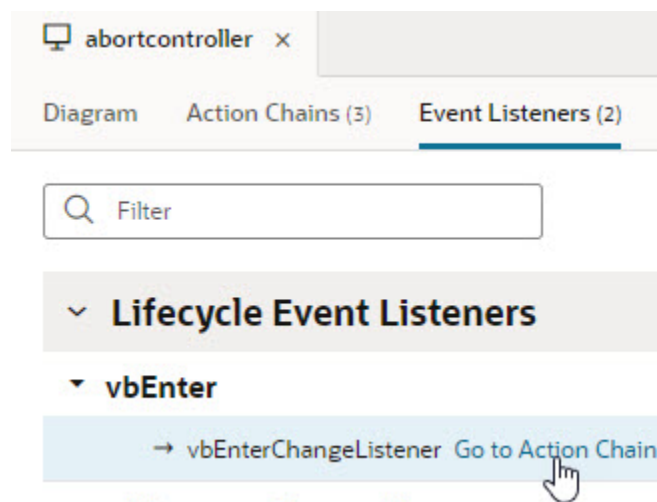 abortcontroller ×
Diagram Action Chains (3) Event Listeners (2)
Filter
Lifecycle Event Listeners
vbEnter
→ vbEnterChangeListener Go to Action Chain